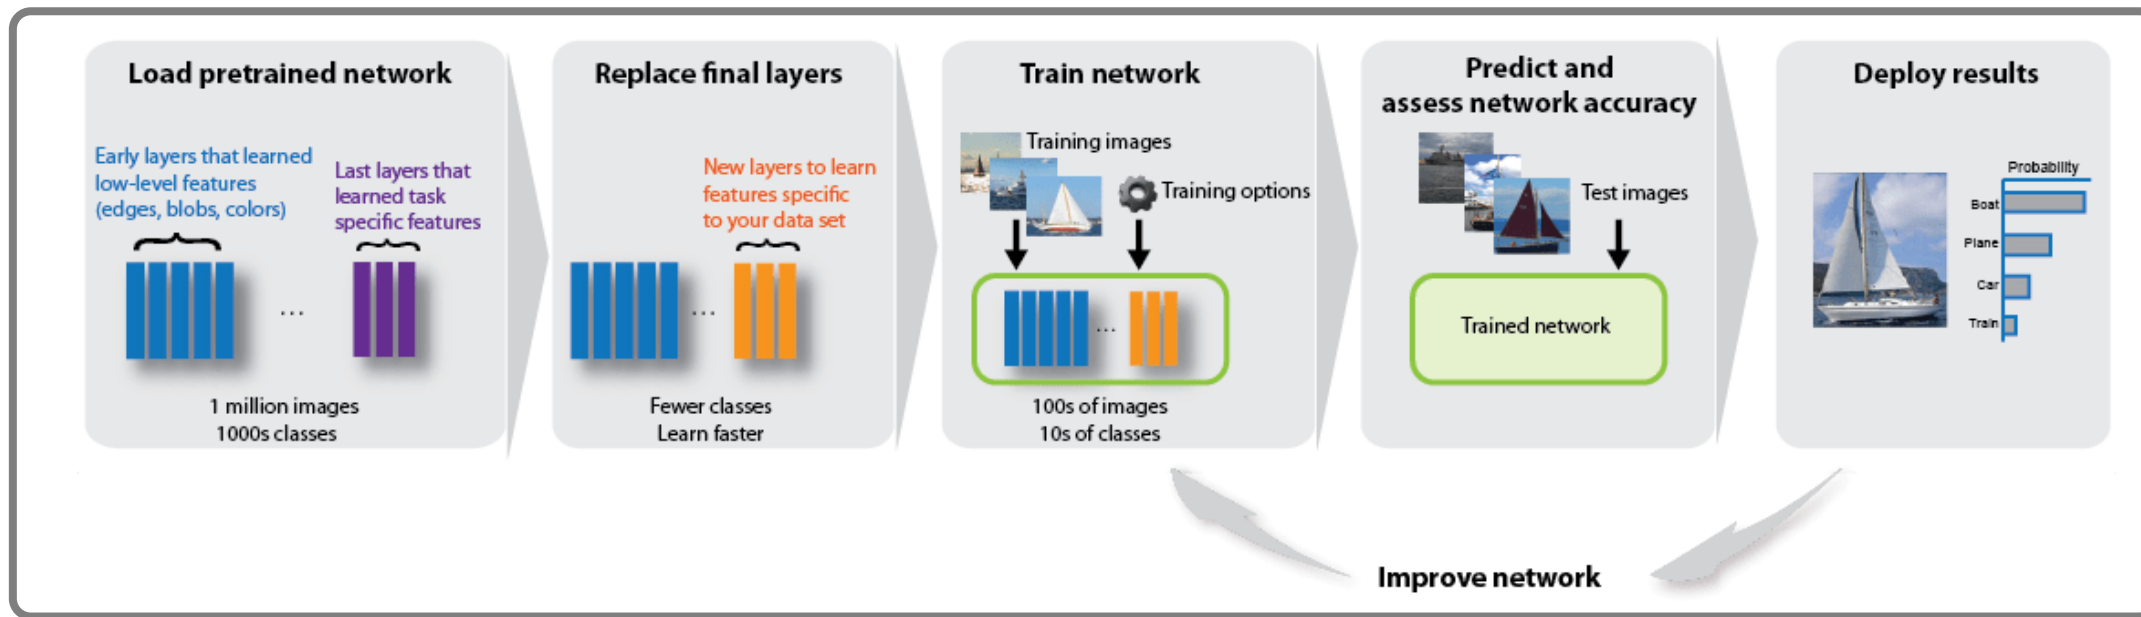 Load pretrained network
Early layers that learned
low-level features
(edges, blobs, colors)
Last layers that
learned task
specific features
...
1 million images
1000s classes
Replace final layers
New layers to learn
features specific
to your data set
...
Fewer classes
Learn faster
Train network
Training images
Training options
...
100s of images
10s of classes
Predict and
assess network accuracy
Test images
Trained network
Deploy results
Probability
Boat
Plane
Car
Train
Improve network